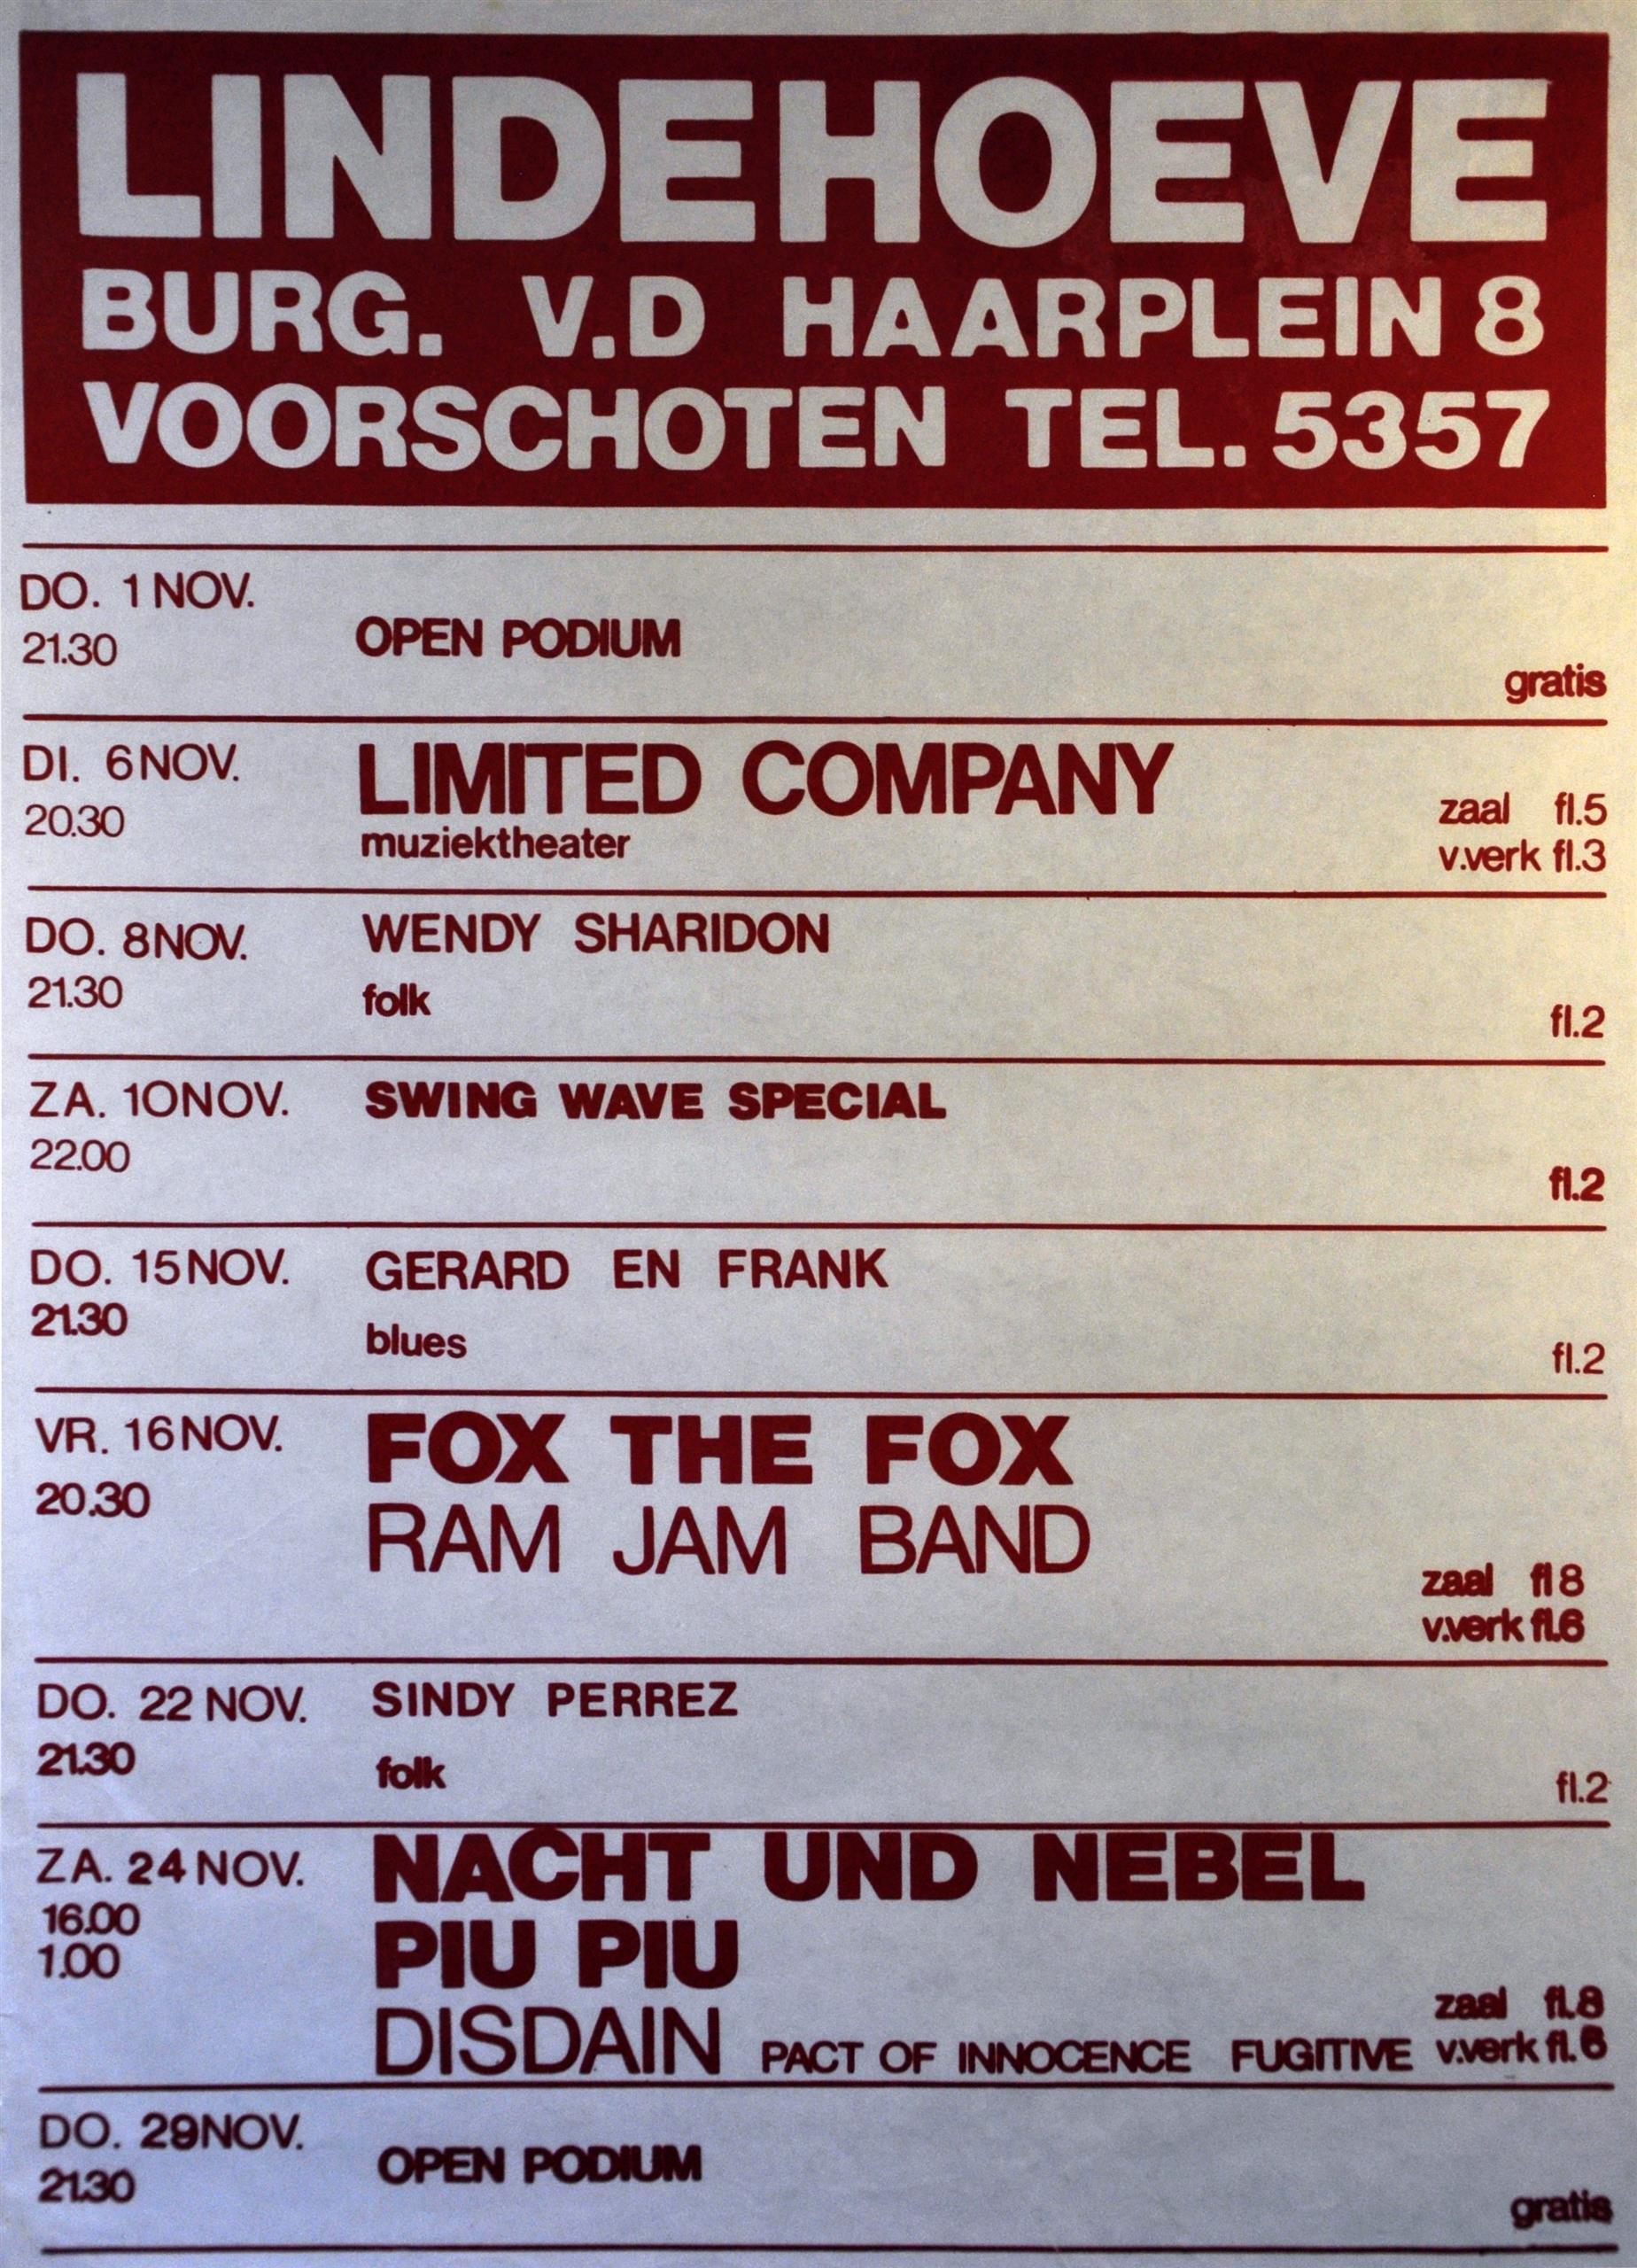 LINDEHOEVE
BURG. V.D HAARPLEIN 8
VOORSCHOTEN TEL. 5357
DO. 1 NOV.
21.30
OPEN PODIUM
gratis
DI. 6 NOV.
20.30
LIMITED COMPANY
muziektheater
zaal fl.5
v.verk fl.3
DO. 8 NOV.
21.30
WENDY SHARIDON
folk
fl.2
ZA. 10 NOV.
22.00
SWING WAVE SPECIAL
fl.2
DO. 15 NOV.
21.30
GERARD EN FRANK
blues
fl.2
VR. 16 NOV.
20.30
FOX THE FOX
RAM JAM BAND
zaal fl 8
v.verk fl.6
DO. 22 NOV.
21.30
SINDY PERREZ
folk
fl.2
ZA. 24 NOV.
16.00
1.00
NACHT UND NEBEL
PIU PIU
DISDAIN PACT OF INNOCENCE FUGITIVE
zaal fl.8
v.verk fl.6
DO. 29 NOV.
21.30
OPEN PODIUM
gratis